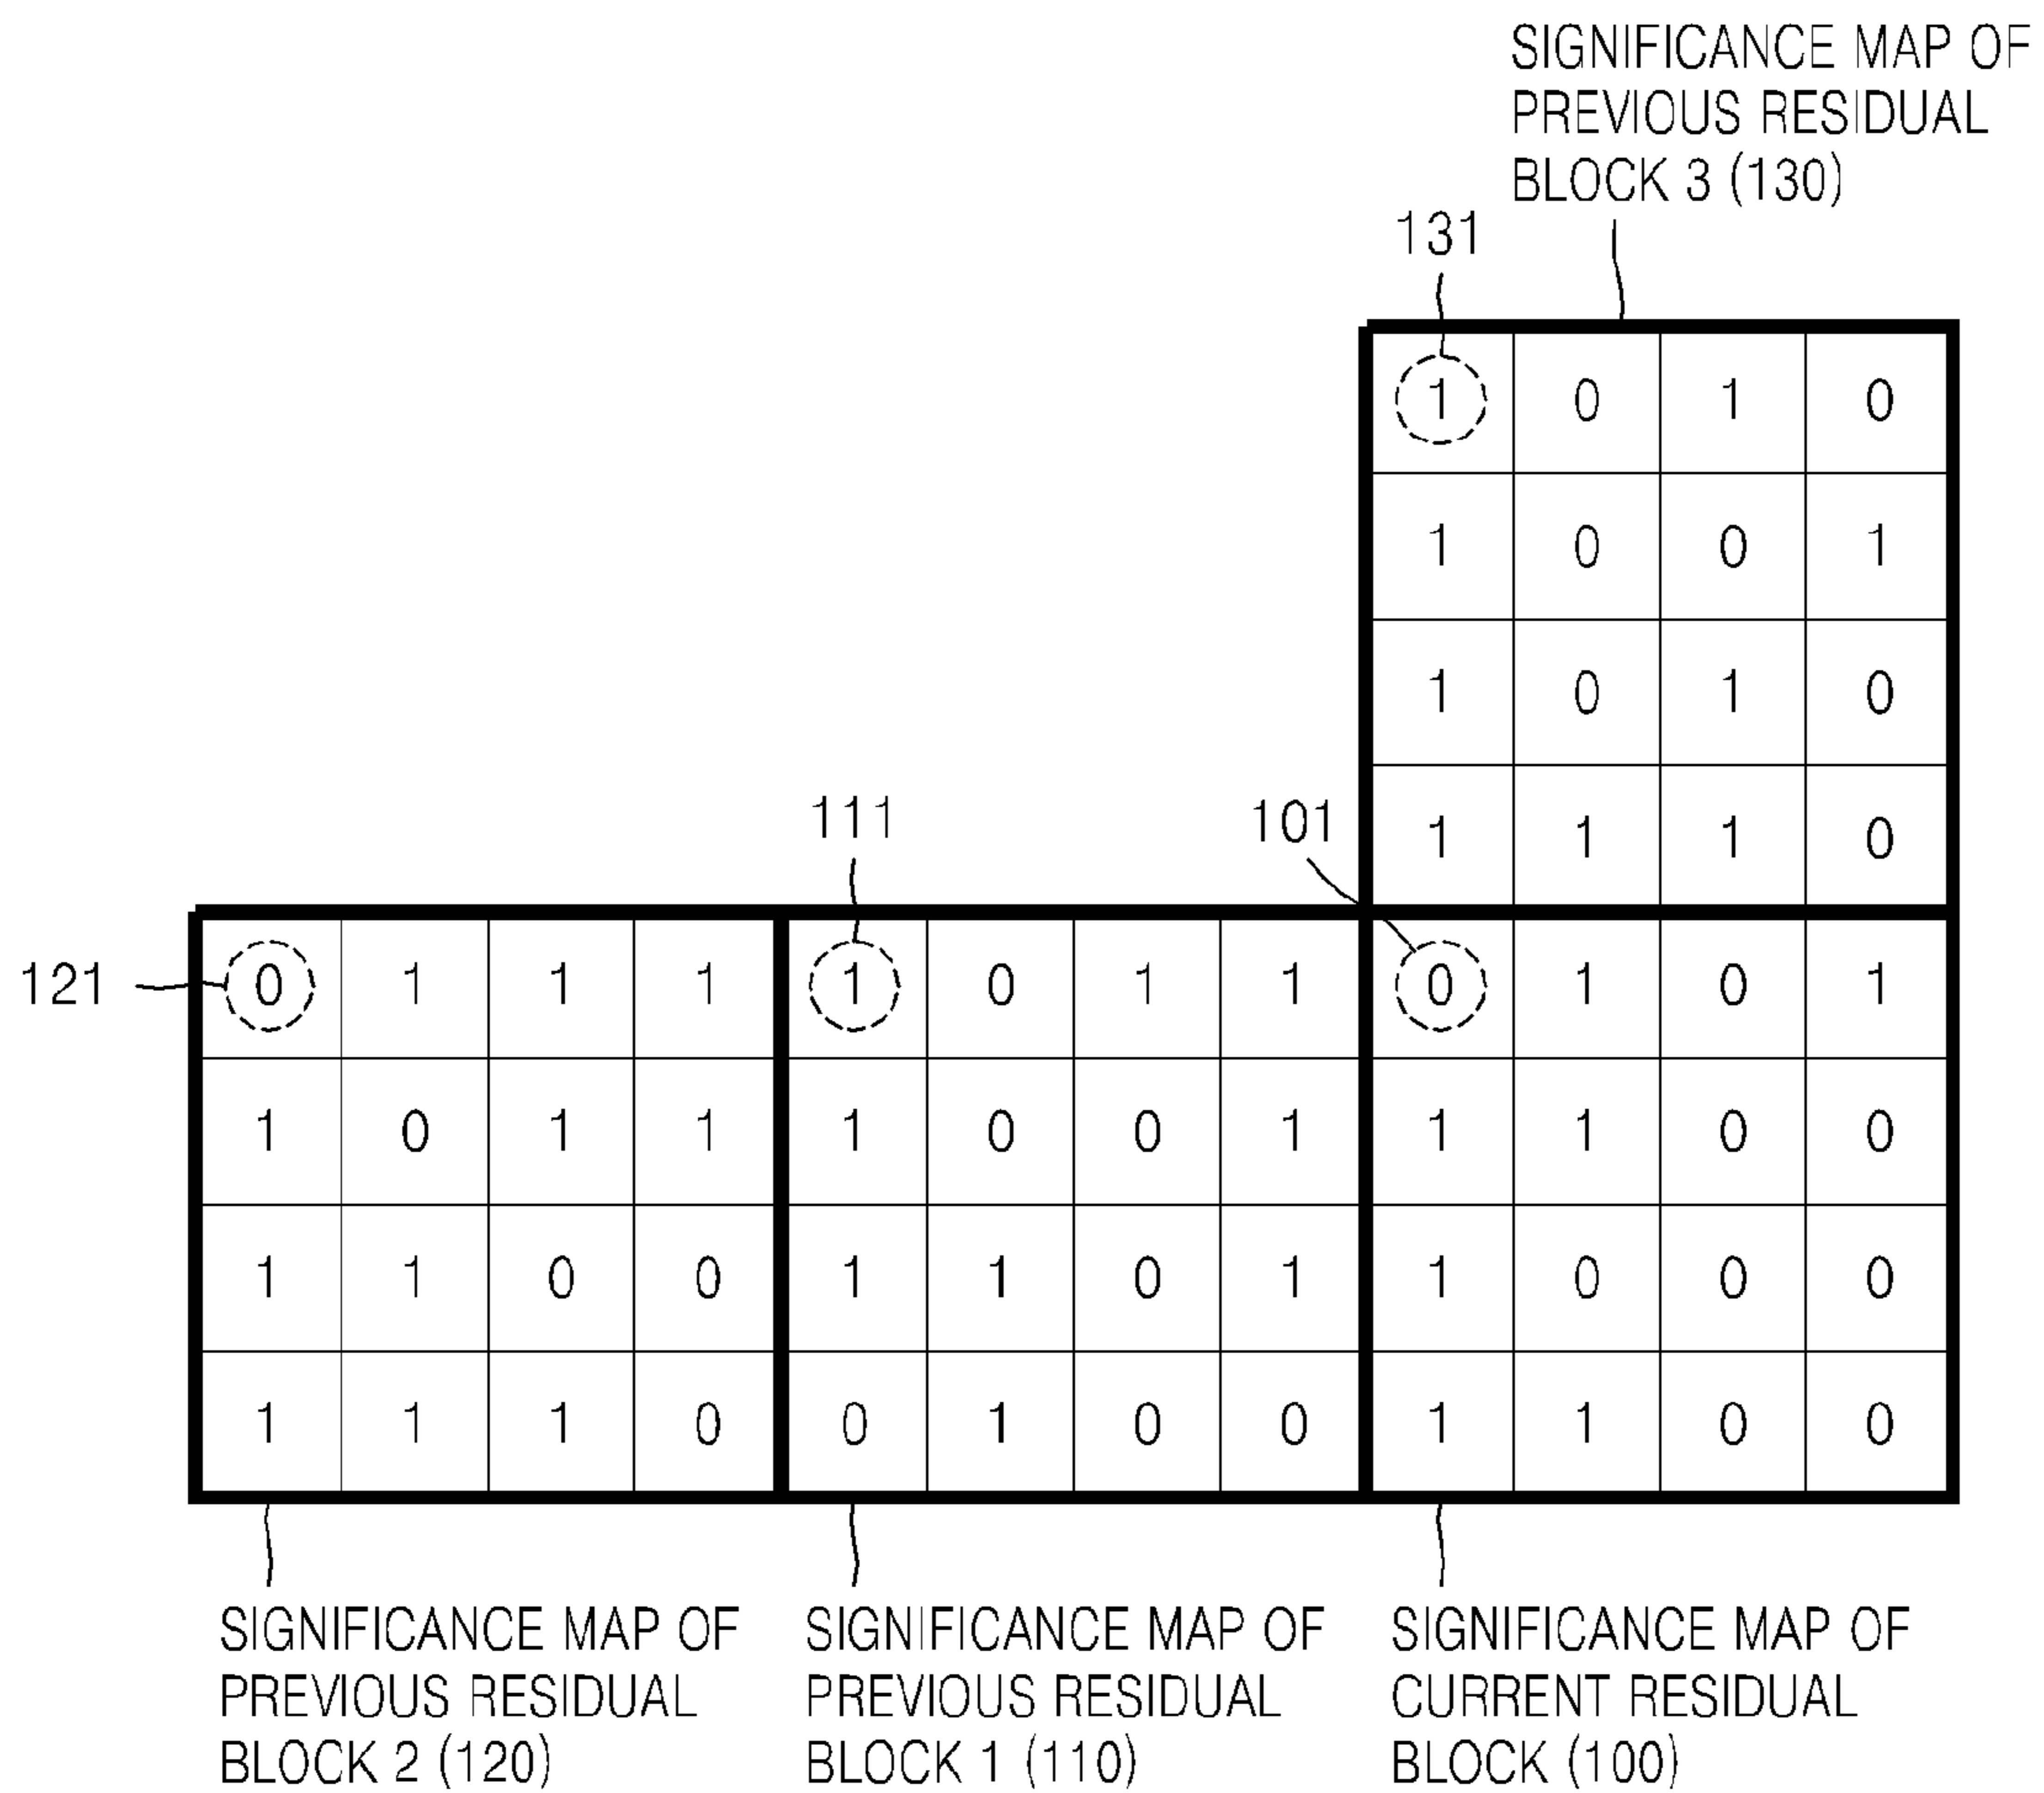 SIGNIFICANCE MAP OF
PREVIOUS RESIDUAL
BLOCK 3 (130)
131
1 0 1 0
1 0 0 1
1 0 1 0
1 1 1 0
111
101
121
0 1 1 1 1 0 1 1 0 1 0 1
1 0 1 1 1 0 0 1 1 1 0 0
1 1 0 0 1 1 0 1 1 0 0 0
1 1 1 0 0 1 0 0 1 1 0 0
SIGNIFICANCE MAP OF
PREVIOUS RESIDUAL
BLOCK 2 (120)
SIGNIFICANCE MAP OF
PREVIOUS RESIDUAL
BLOCK 1 (110)
SIGNIFICANCE MAP OF
CURRENT RESIDUAL
BLOCK (100)